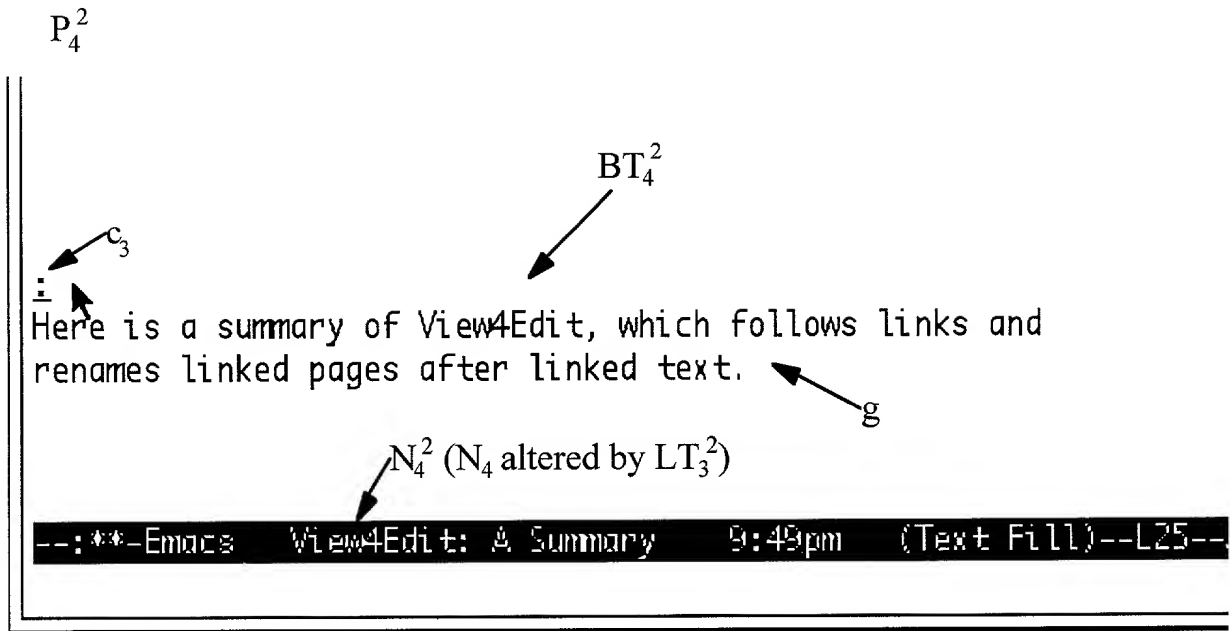 P₄²
BT₄²
c₃
:
Here is a summary of View4Edit, which follows links and
renames linked pages after linked text.
g
N₄² (N₄ altered by LT₃²)
--:**-Emacs View4Edit: A Summary 9:49pm (Text Fill)--L25--